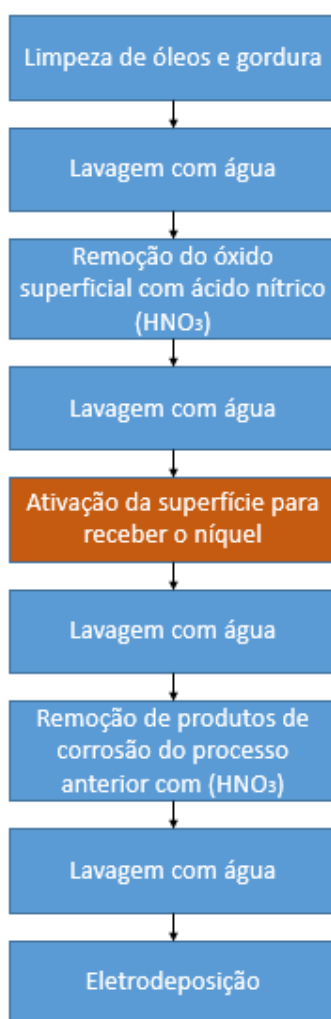 Limpeza de óleos e gordura
Lavagem com água
Remoção do óxido
superficial com ácido nítrico
(HNO₃)
Lavagem com água
Ativação da superfície para
receber o níquel
Lavagem com água
Remoção de produtos de
corrosão do processo
anterior com (HNO₃)
Lavagem com água
Eletrodeposição